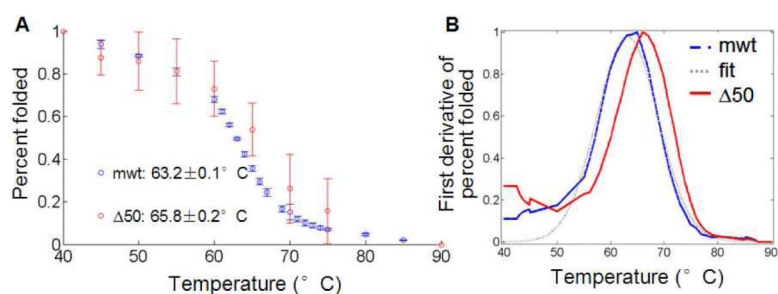 A
Percent folded
1
0.8
0.6
0.4
0.2
0
mwt: 63.2±0.1° C
Δ50: 65.8±0.2° C
40 50 60 70 80 90
Temperature (° C)
B
First derivative of
percent folded
1
0.8
0.6
0.4
0.2
0
mwt
fit
Δ50
40 50 60 70 80 90
Temperature (° C)